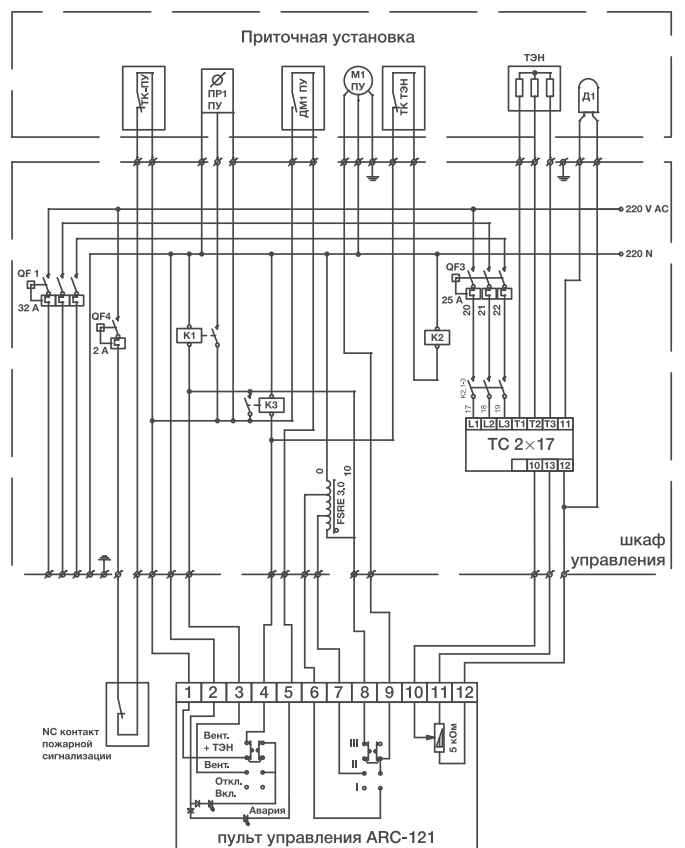 Приточная установка
ТК-ПУ
ПР1
ПУ
ДМ1 ПУ
М1
ПУ
ТК ТЭН
ТЭН
Д1
220 V AC
220 N
QF 1
32 А
QF4
2 А
QF3
25 А
20
21
22
К1
К2
К3
К2.1-3
17
18
19
L1 L2 L3 T1 T2 T3 11
ТС 2×17
10 13 12
0
10
FSRE 3.0
шкаф
управления
NC контакт
пожарной
сигнализации
1 2 3 4 5 6 7 8 9 10 11 12
Вент.
+ ТЭН
Вент.
Откл.
Вкл.
Авария
III
II
I
5 кОм
пульт управления ARC-121